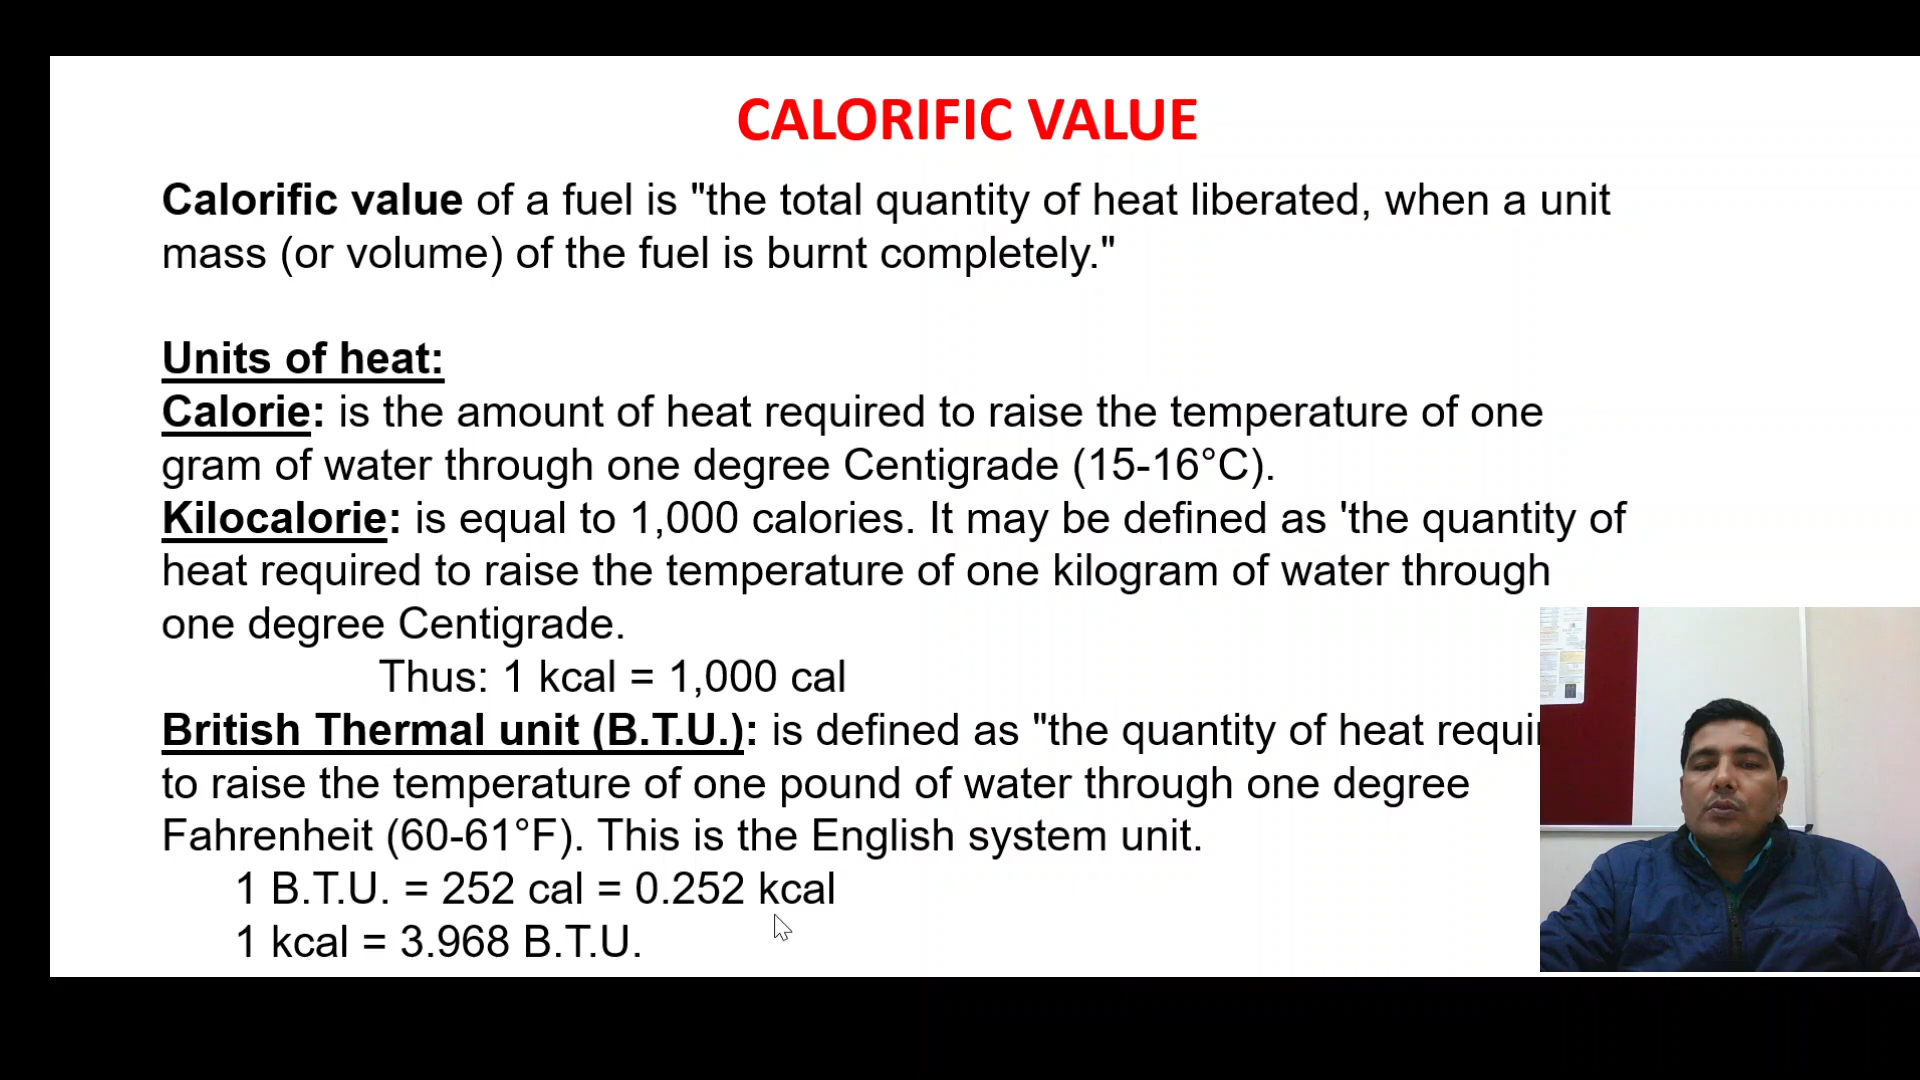 CALORIFIC VALUE
Calorific value of a fuel is "the total quantity of heat liberated, when a unit
mass (or volume) of the fuel is burnt completely."
Units of heat:
Calorie: is the amount of heat required to raise the temperature of one
gram of water through one degree Centigrade (15-16°C).
Kilocalorie: is equal to 1,000 calories. It may be defined as 'the quantity of
heat required to raise the temperature of one kilogram of water through
one degree Centigrade.
Thus: 1 kcal = 1,000 cal
British Thermal unit (B.T.U.): is defined as "the quantity of heat requi
to raise the temperature of one pound of water through one degree
Fahrenheit (60-61°F). This is the English system unit.
1 B.T.U. = 252 cal = 0.252 kcal
1 kcal = 3.968 B.T.U.